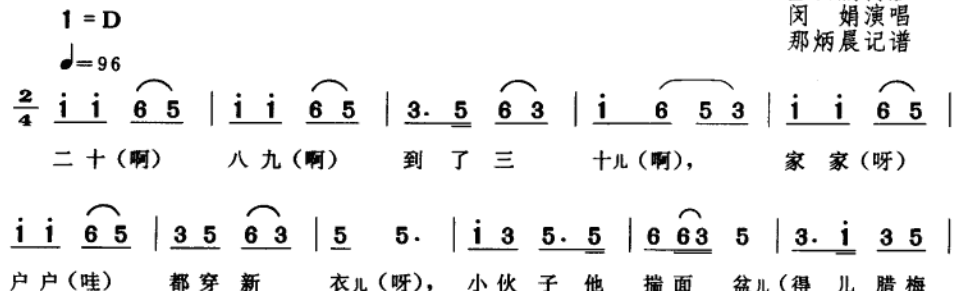 1 = D
闵 娟演唱
♩=96
那炳晨记谱
2/4 i̇ i̇ 6 5 | i̇ i̇ 6 5 | 3. 5 6 3 | i̇ 6 5 3 | i̇ i̇ 6 5 |
二 十（啊） 八 九（啊） 到 了 三 十儿（啊）， 家 家（呀）
i̇ i̇ 6 5 | 3 5 6 3 | 5 5. | i̇ 3 5. 5 | 6 63 5 | 3. i̇ 3 5 |
户 户（哇） 都 穿 新 衣儿（呀）， 小 伙 子 他 揣 面 盆儿（得 儿 腊 梅